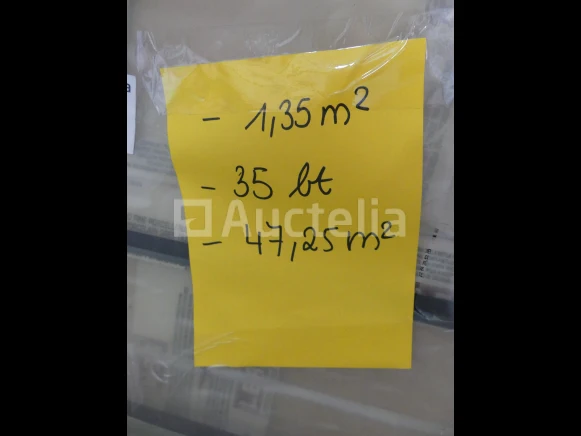 - 1,35 m²
- 35 bt
Auctelia
- 47,25 m²